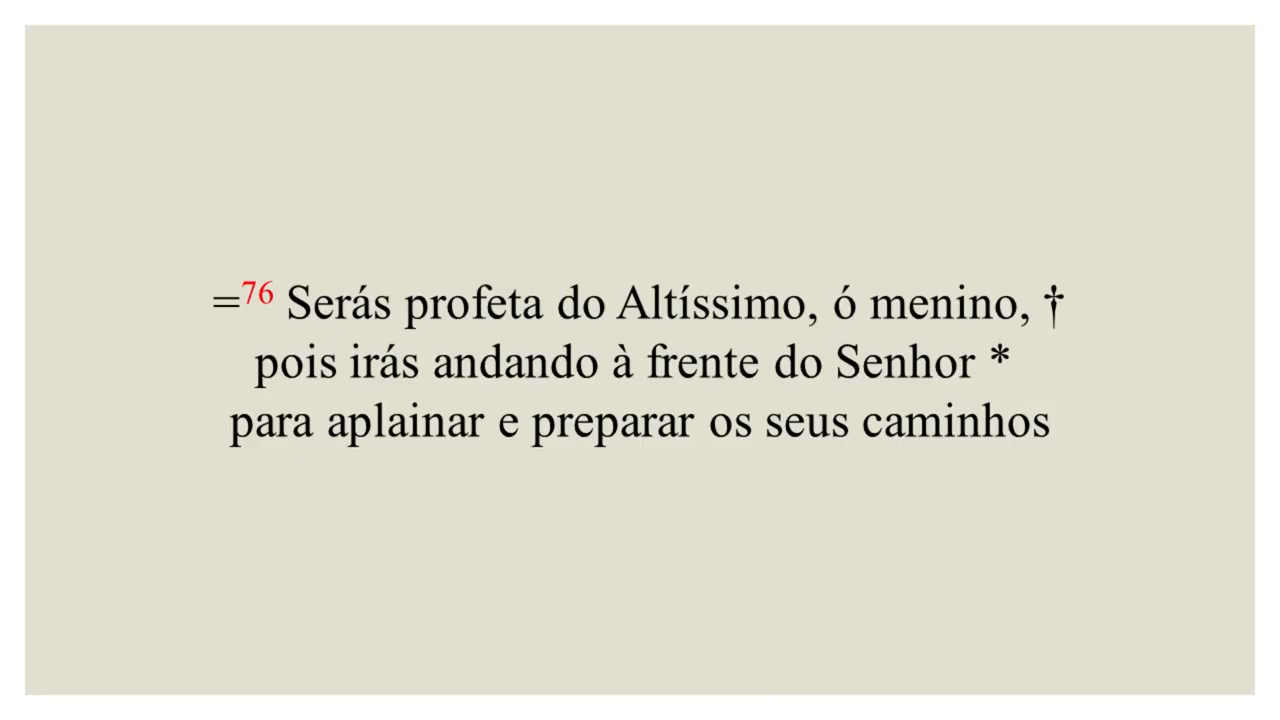 =76 Serás profeta do Altíssimo, ó menino, †
pois irás andando à frente do Senhor *
para aplainar e preparar os seus caminhos